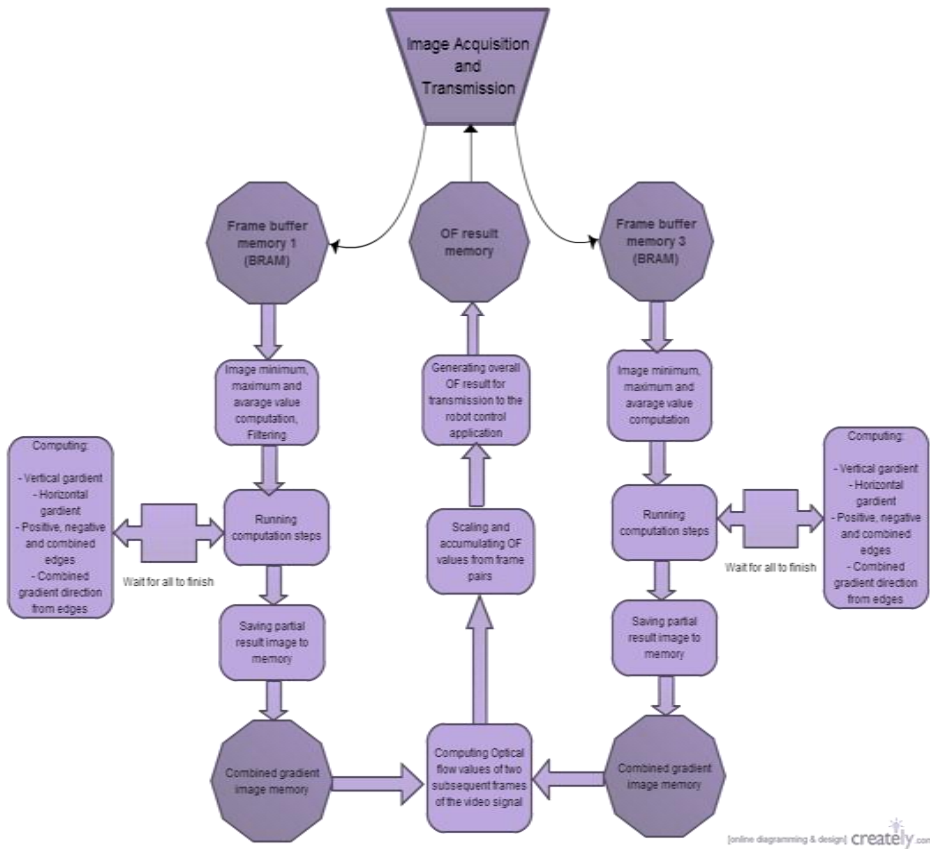 Image Acquisition
and
Transmission
Frame buffer
memory 1
(BRAM)
OF result
memory
Frame buffer
memory 3
(BRAM)
Image minimum,
maximum and
avarage value
computation,
Filtering
Generating overall
OF result for
transmission to the
robot control
application
Image minimum,
maximum and
avarage value
computation
Computing:
- Vertical gardient
- Horizontal
gardient
- Positive, negative
and combined
edges
- Combined
gradient direction
from edges
Wait for all to finish
Running
computation steps
Scaling and
accumulating OF
values from frame
pairs
Running
computation steps
Wait for all to finish
Computing:
- Vertical gardient
- Horizontal
gardient
- Positive, negative
and combined
edges
- Combined
gradient direction
from edges
Saving partial
result image to
memory
Saving partial
result image to
memory
Combined gradient
image memory
Computing Optical
flow values of two
subsequent frames
of the video signal
Combined gradient
image memory
[online diagramming & design] creately.com